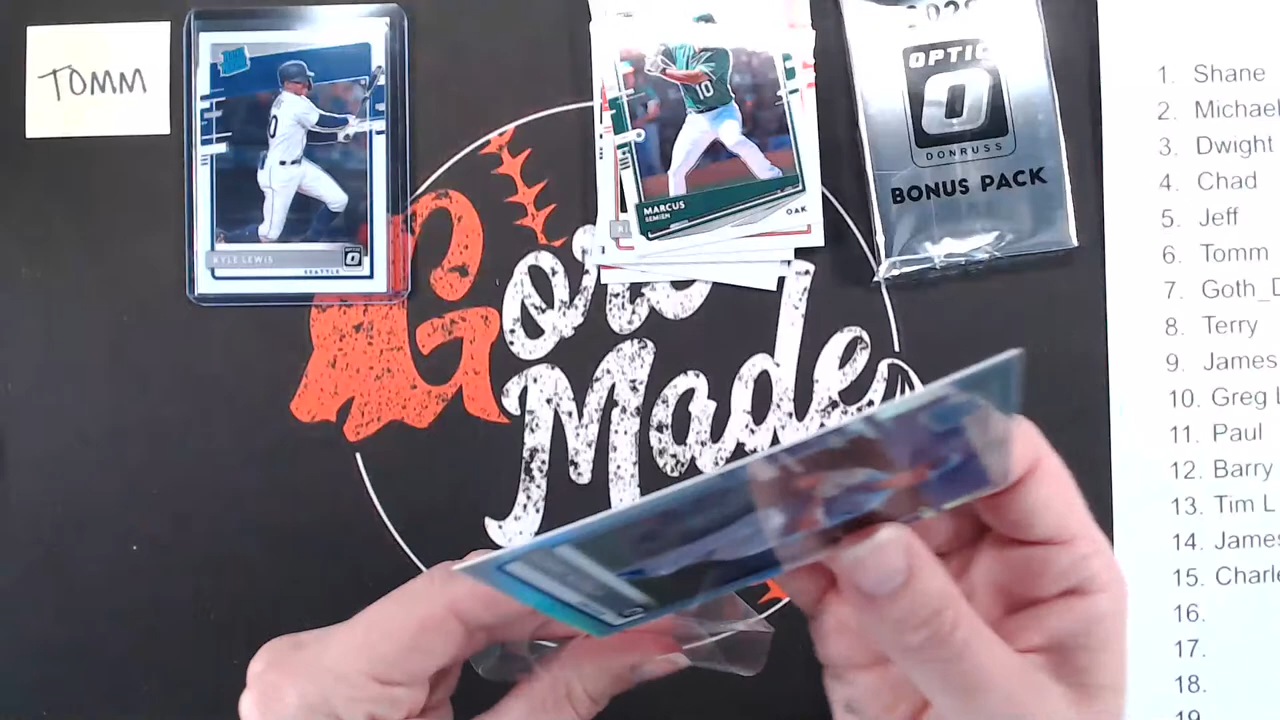 TOMM
KYLE LEWIS
SEATTLE
10
MARCUS
SEMIEN
OAK
OPTIC
DONRUSS
BONUS PACK
Made
1. Shane
2. Michael
3. Dwight
4. Chad
5. Jeff
6. Tomm
7. Goth_D
8. Terry
9. James
10. Greg L
11. Paul
12. Barry
13. Tim L
14. James
15. Charle
16.
17.
18.
19